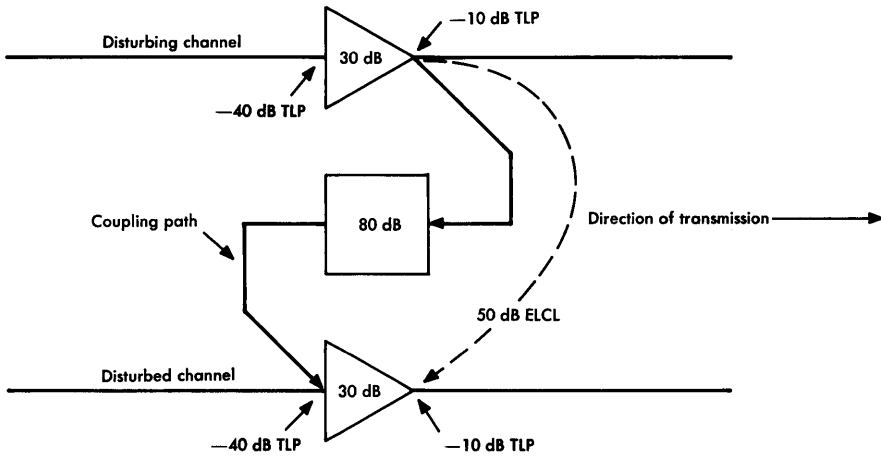 —10 dB TLP
Disturbing channel
30 dB
—40 dB TLP
Coupling path
80 dB
Direction of transmission
50 dB ELCL
Disturbed channel
30 dB
—40 dB TLP
—10 dB TLP